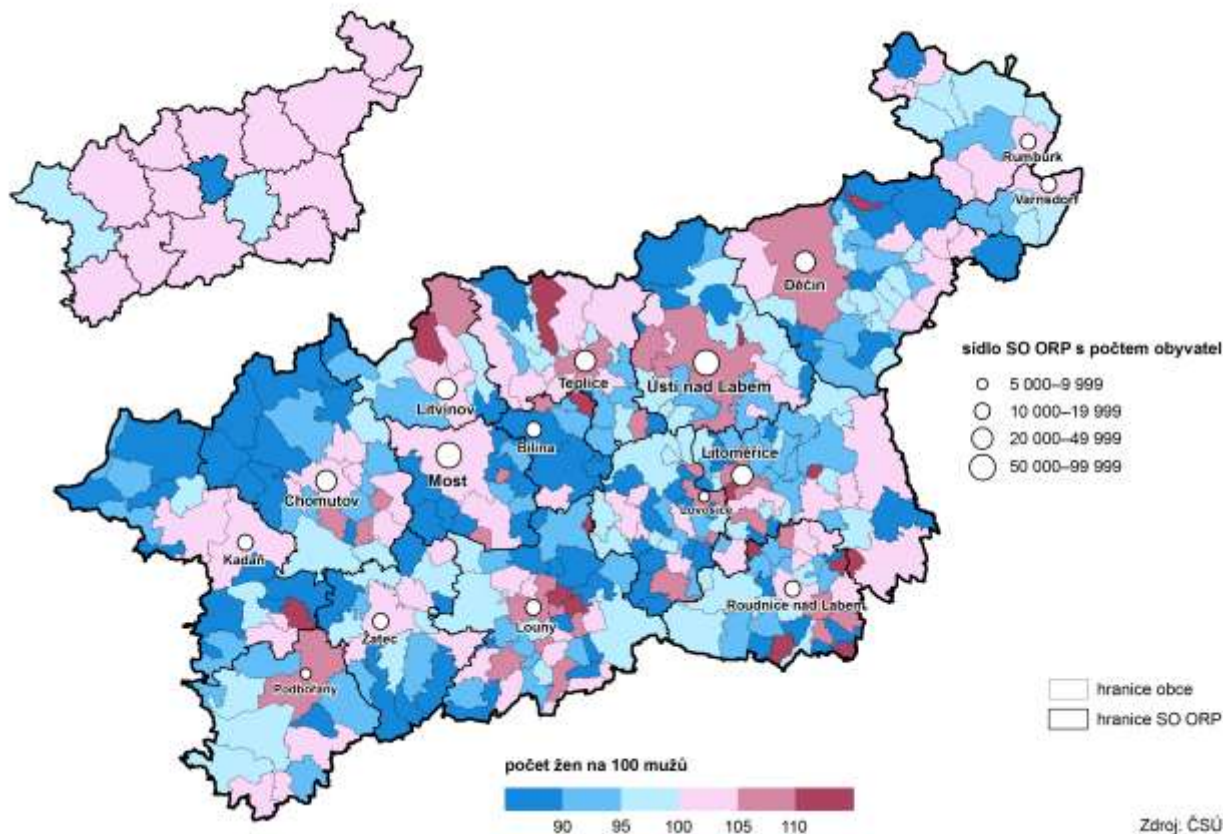 Rumburk
Varnsdorf
Děčín
Teplice
Ústí nad Labem
Litvínov
Bílina
Litoměřice
Most
Chomutov
Lovosice
Kadaň
Roudnice nad Labem
Louny
Žatec
Podbořany
sídlo SO ORP s počtem obyvatel
5 000–9 999
10 000–19 999
20 000–49 999
50 000–99 999
hranice obce
hranice SO ORP
počet žen na 100 mužů
90 95 100 105 110
Zdroj: ČSÚ